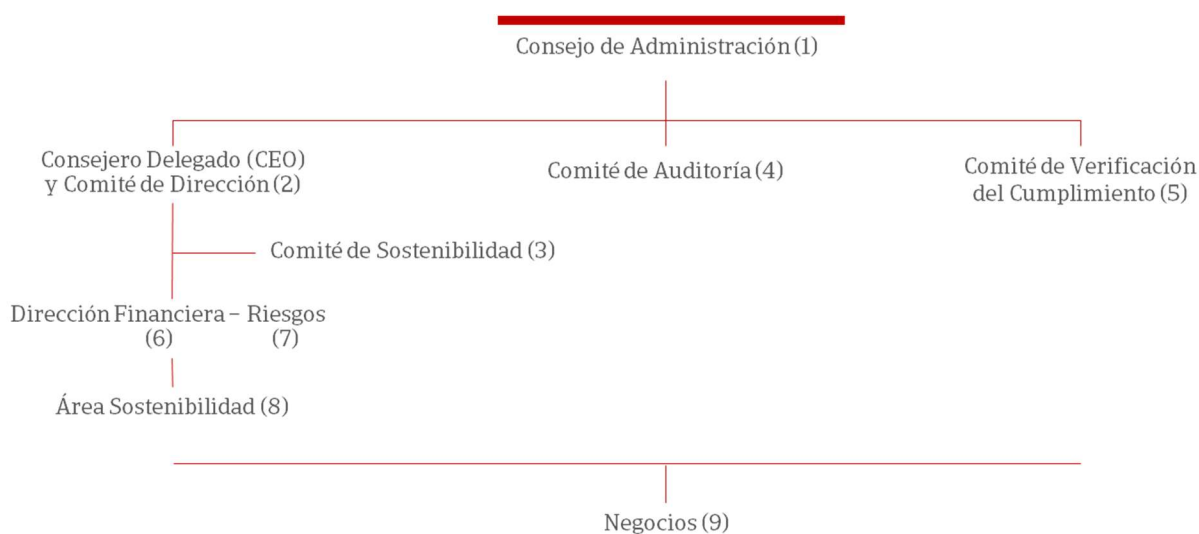 Consejo de Administración (1)
Consejero Delegado (CEO)
y Comité de Dirección (2)
Comité de Auditoría (4)
Comité de Verificación
del Cumplimiento (5)
Comité de Sostenibilidad (3)
Dirección Financiera – Riesgos
(6) (7)
Área Sostenibilidad (8)
Negocios (9)